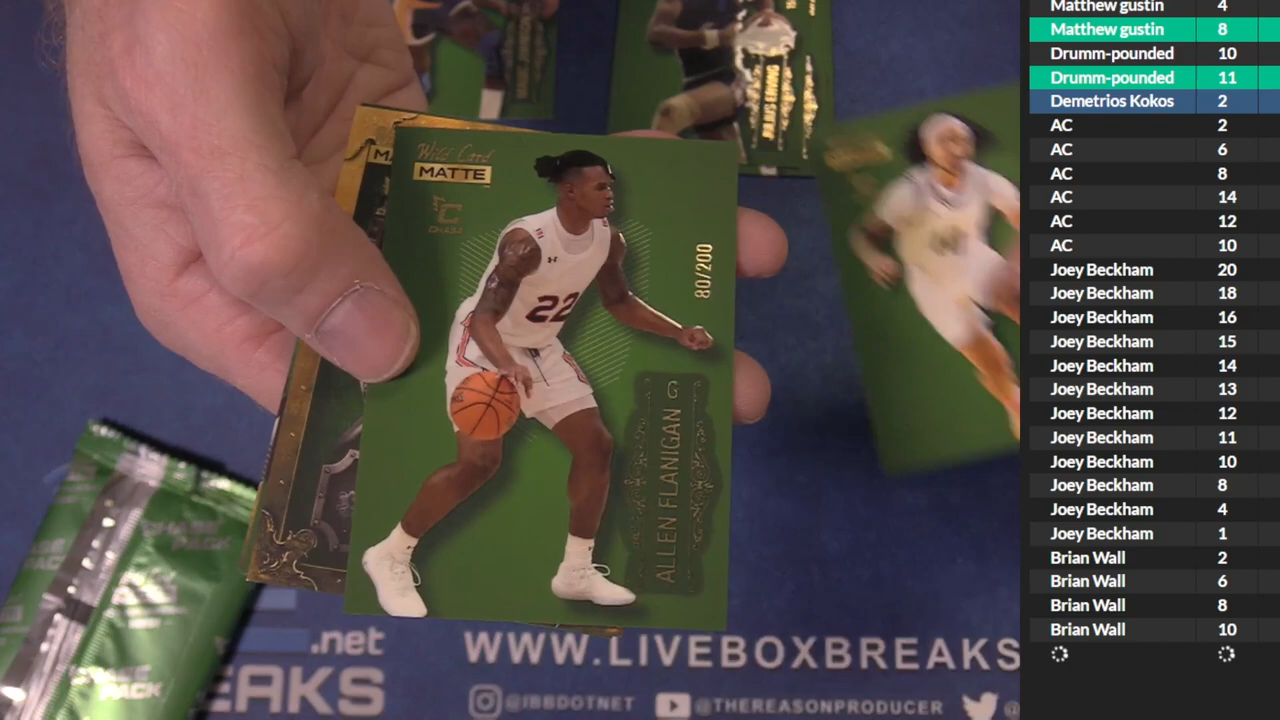 Wild Card
MATTE
C
CHASE
80/200
22
ALLEN FLANIGAN G
MA
CHASE
PACK
.net
EAKS
WWW.LIVEBOXBREAKS
@IBBDOTNET
@THEREASONPRODUCER
@
Matthew gustin 4
Matthew gustin 8
Drumm-pounded 10
Drumm-pounded 11
Demetrios Kokos 2
AC 2
AC 6
AC 8
AC 14
AC 12
AC 10
Joey Beckham 20
Joey Beckham 18
Joey Beckham 16
Joey Beckham 15
Joey Beckham 14
Joey Beckham 13
Joey Beckham 12
Joey Beckham 11
Joey Beckham 10
Joey Beckham 8
Joey Beckham 4
Joey Beckham 1
Brian Wall 2
Brian Wall 6
Brian Wall 8
Brian Wall 10